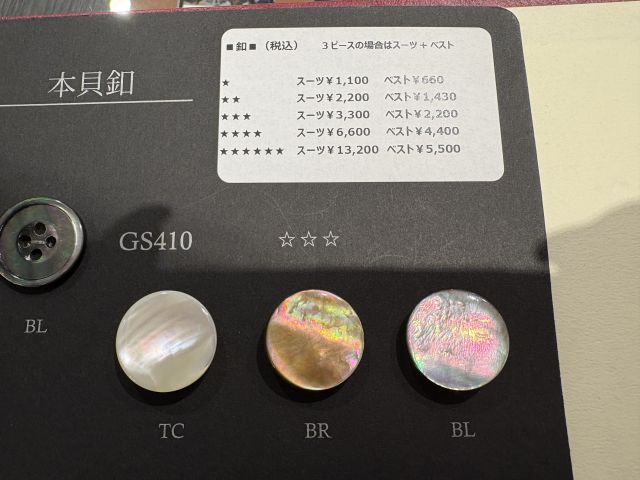 ■釦■（税込） 3ピースの場合はスーツ+ベスト
本貝釦
★ スーツ¥1,100 ベスト¥660
★★ スーツ¥2,200 ベスト¥1,430
★★★ スーツ¥3,300 ベスト¥2,200
★★★★ スーツ¥6,600 ベスト¥4,400
★★★★★★ スーツ¥13,200 ベスト¥5,500
GS410 ☆☆☆
BL
TC BR BL